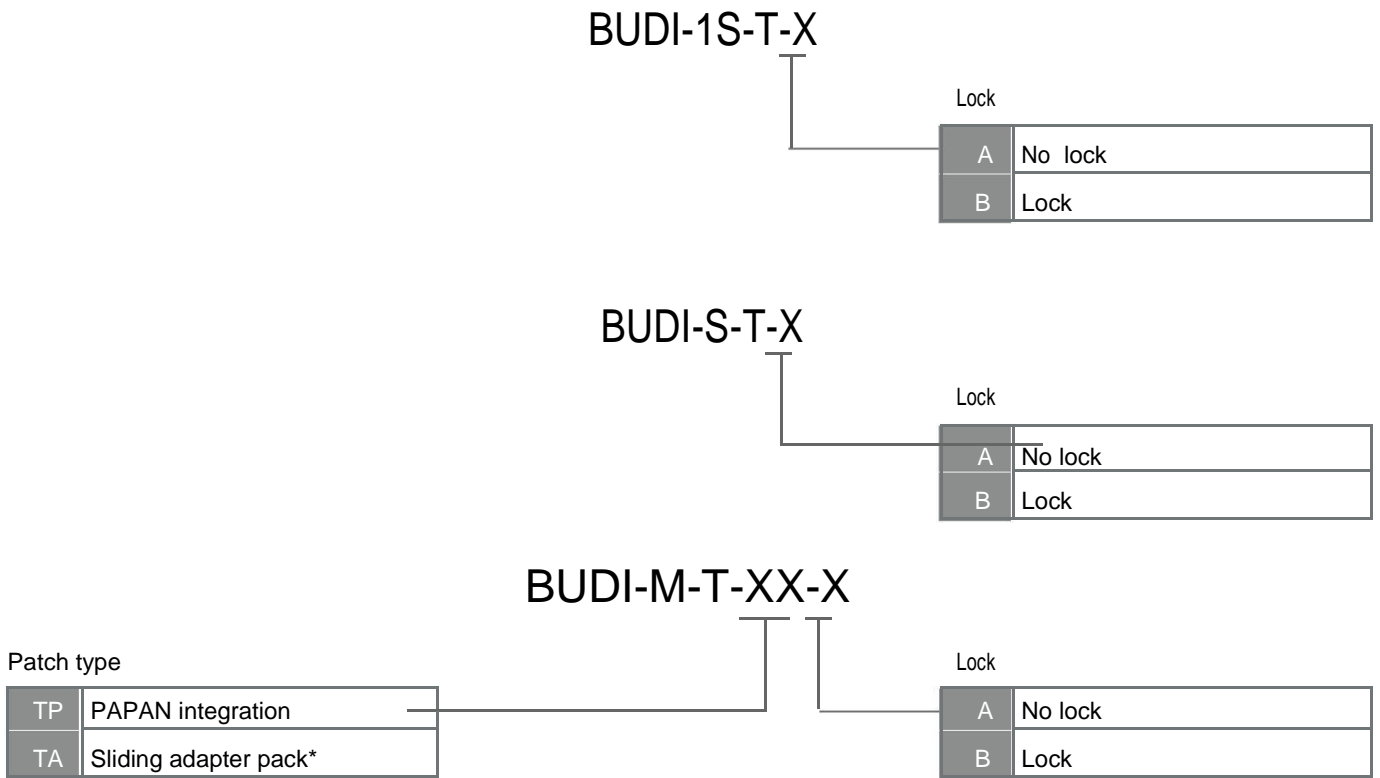 BUDI-1S-T-X
Lock
A No lock
B Lock
BUDI-S-T-X
Lock
A No lock
B Lock
BUDI-M-T-XX-X
Patch type
TP PAPAN integration
TA Sliding adapter pack*
Lock
A No lock
B Lock